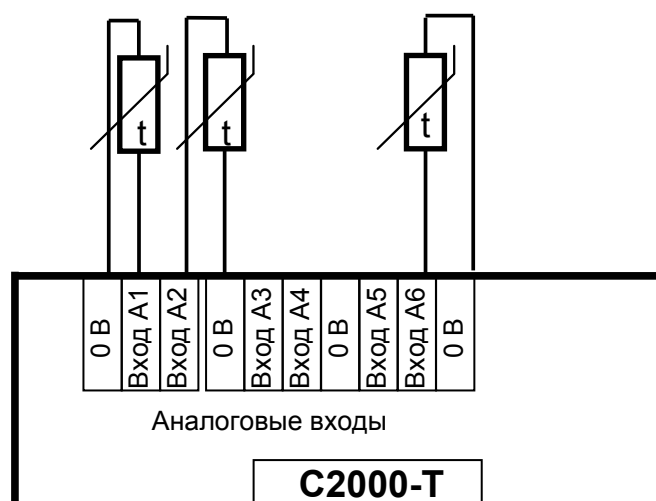 t
t
t
0 В
Вход А1
Вход А2
0 В
Вход А3
Вход А4
0 В
Вход А5
Вход А6
0 В
Аналоговые входы
С2000-Т